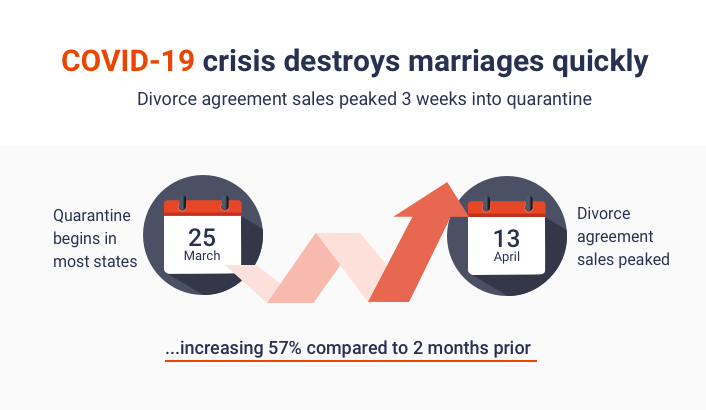 COVID-19 crisis destroys marriages quickly
Divorce agreement sales peaked 3 weeks into quarantine
Quarantine
begins in
most states
25
March
13
April
Divorce
agreement
sales peaked
...increasing 57% compared to 2 months prior